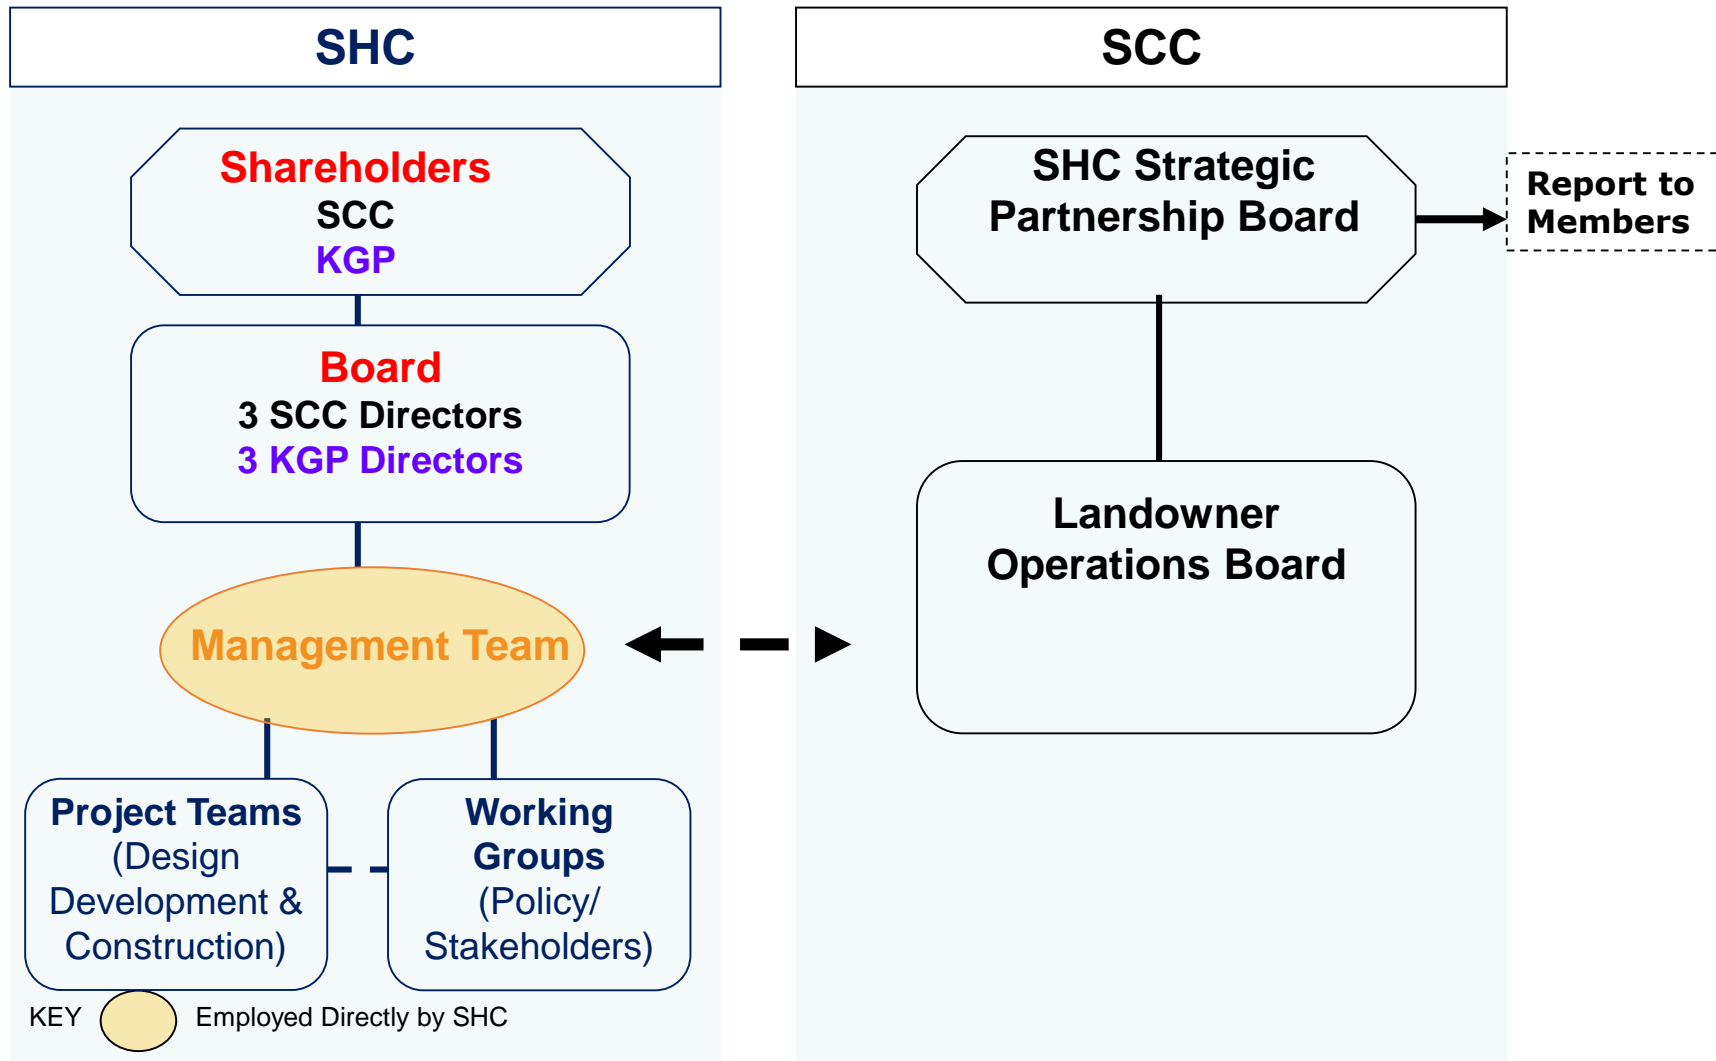 SHC
Shareholders
SCC
KGP
Board
3 SCC Directors
3 KGP Directors
Management Team
Project Teams
(Design
Development &
Construction)
Working
Groups
(Policy/
Stakeholders)
KEY
Employed Directly by SHC
SCC
SHC Strategic
Partnership Board
Report to
Members
Landowner
Operations Board